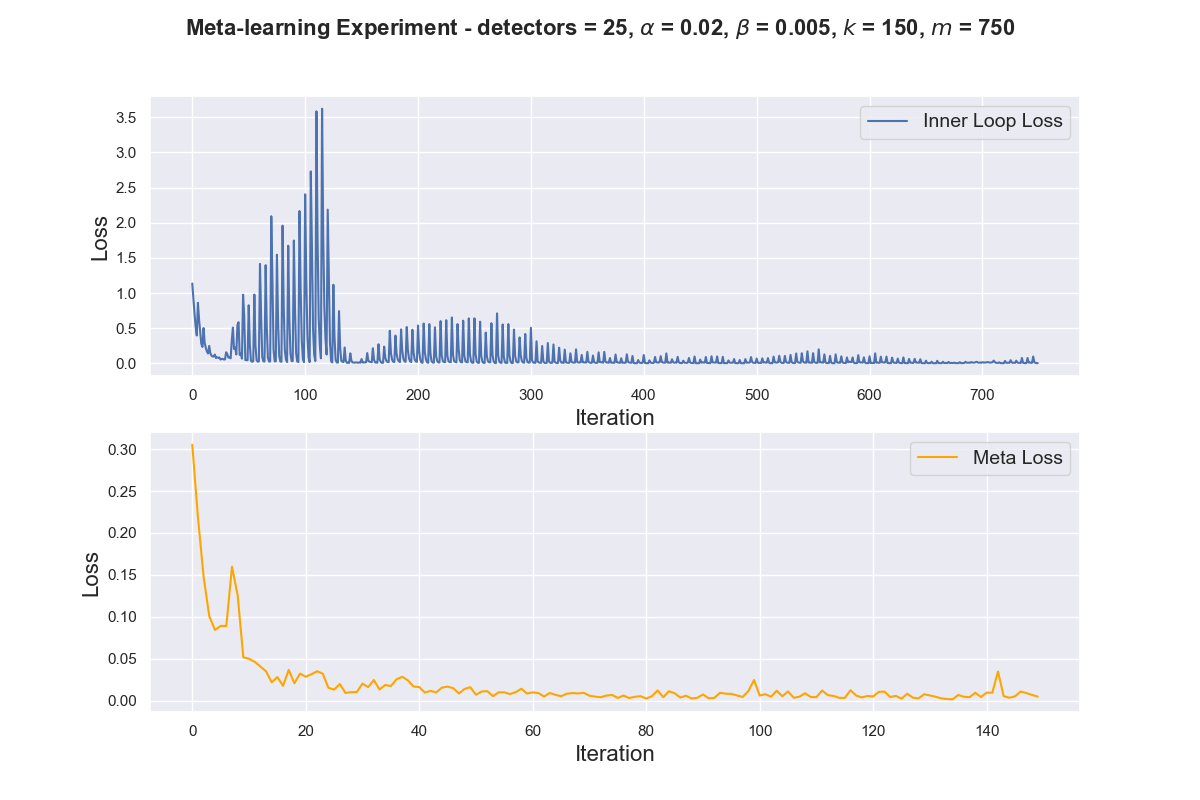 Meta-learning Experiment - detectors = 25, α = 0.02, β = 0.005, k = 150, m = 750
Inner Loop Loss
3.5
3.0
2.5
2.0
1.5
1.0
0.5
0.0
Loss
0 100 200 300 400 500 600 700
Iteration
Meta Loss
0.30
0.25
0.20
0.15
0.10
0.05
0.00
Loss
0 20 40 60 80 100 120 140
Iteration